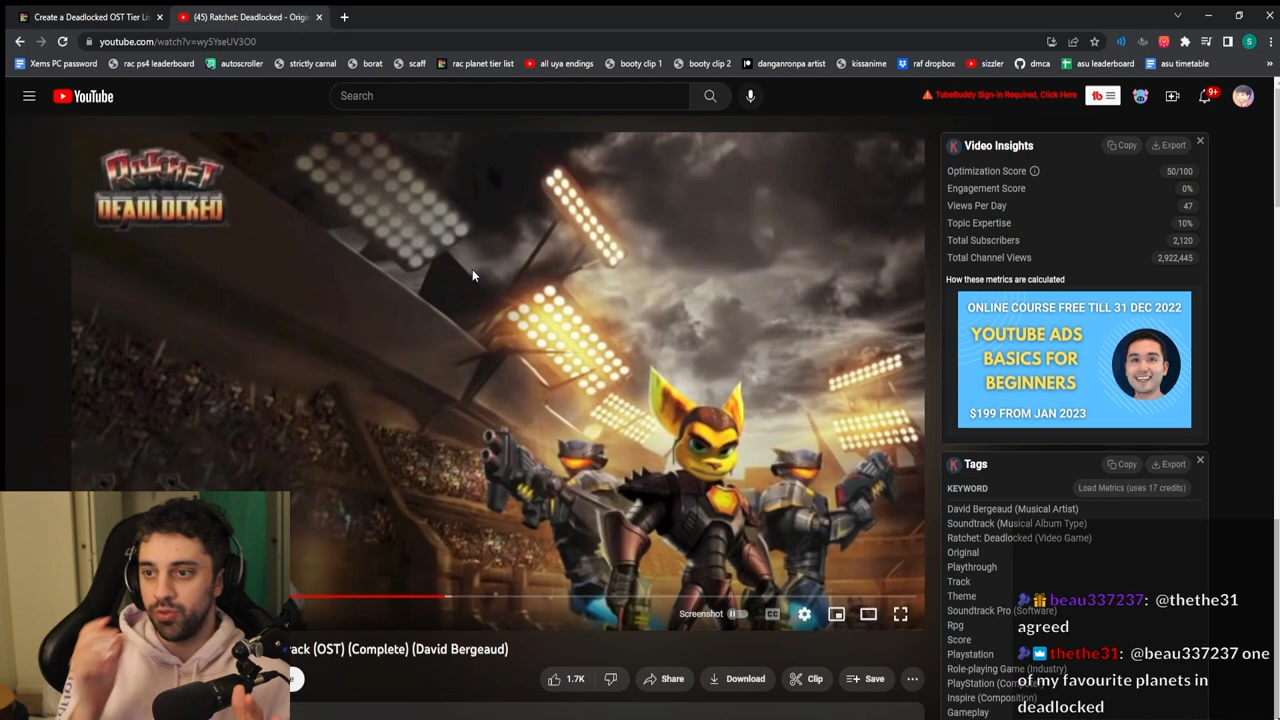 Create a Deadlocked OST Tier Lis
(45) Ratchet: Deadlocked - Origin
youtube.com/watch?v=wy5YseUV3O0
Xems PC password
rac ps4 leaderboard
autoscroller
strictly carnal
borat
scaff
rac planet tier list
all uya endings
booty clip 1
booty clip 2
danganronpa artist
kissanime
raf dropbox
sizzler
dmca
asu leaderboard
asu timetable
»
YouTube
Search
TubeBuddy Sign-in Required, Click Here
tb
9+
S
RATCHET
DEADLOCKED
Video Insights
Copy
Export
Optimization Score
50/100
Engagement Score
0%
Views Per Day
47
Topic Expertise
10%
Total Subscribers
2,120
Total Channel Views
2,922,445
How these metrics are calculated
ONLINE COURSE FREE TILL 31 DEC 2022
YOUTUBE ADS
BASICS FOR
BEGINNERS
$199 FROM JAN 2023
Tags
Copy
Export
KEYWORD
Load Metrics (uses 17 credits)
David Bergeaud (Musical Artist)
Soundtrack (Musical Album Type)
Ratchet: Deadlocked (Video Game)
Original
Playthrough
Track
Theme
Soundtrack Pro (Software)
Rpg
Score
Playstation
Role-playing Game (Industry)
PlayStation (Com
Inspire (Composition)
Gameplay
Screenshot
CC
rack (OST) (Complete) (David Bergeaud)
1.7K
Share
Download
Clip
Save
beau337237: @thethe31
agreed
thethe31: @beau337237 one
of my favourite planets in
deadlocked